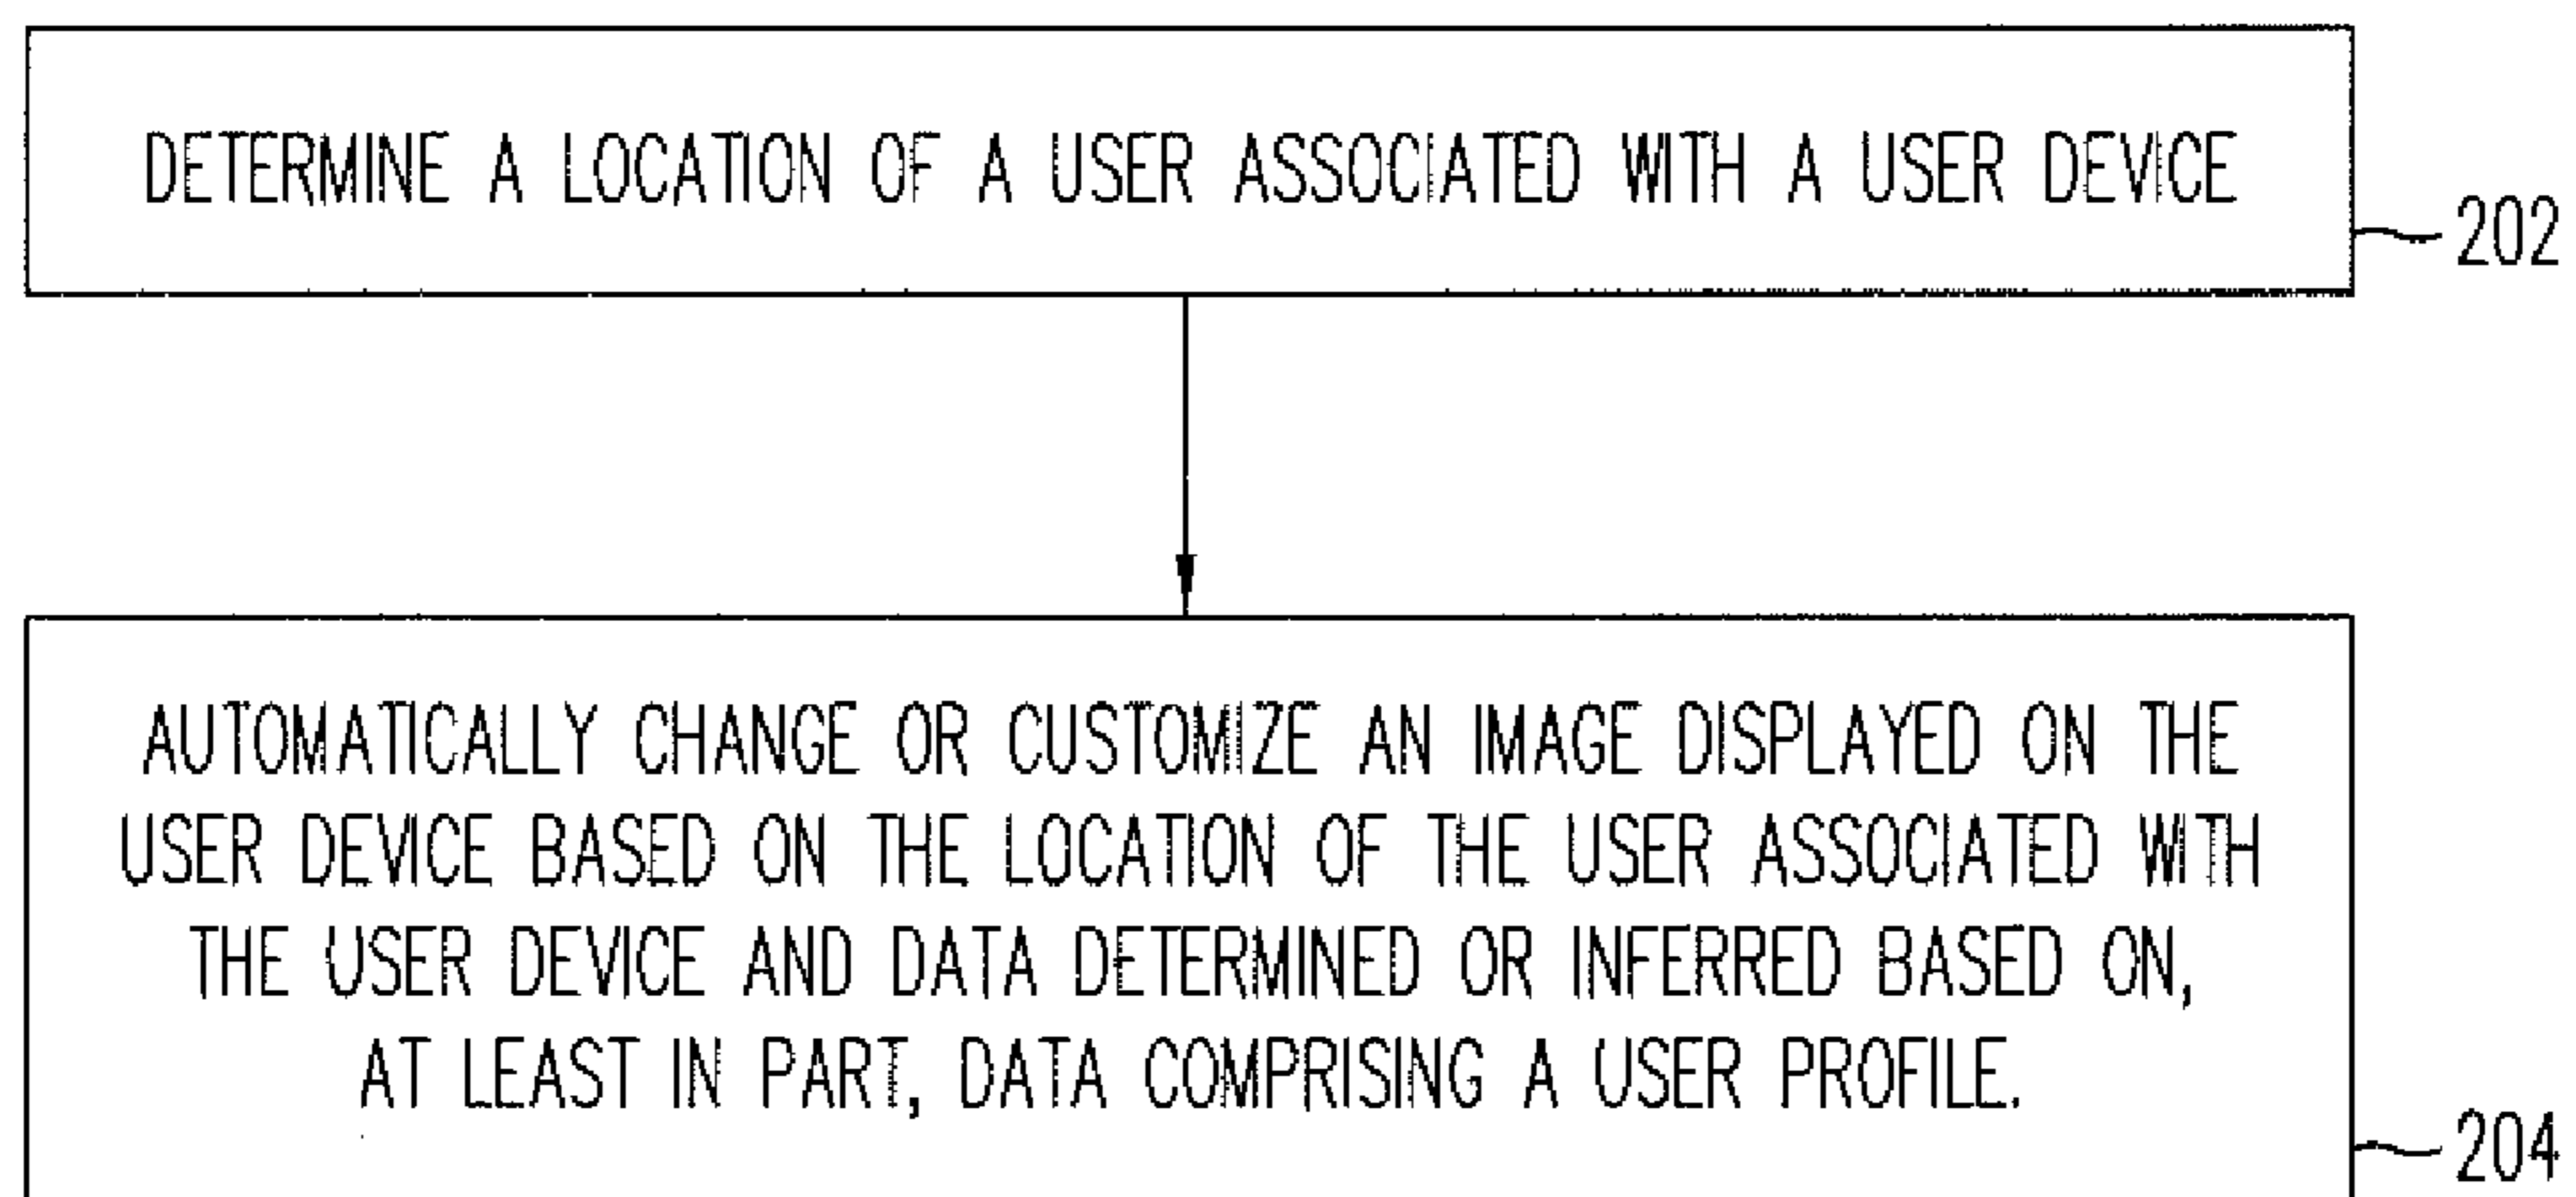 DETERMINE A LOCATION OF A USER ASSOCIATED WITH A USER DEVICE
202
AUTOMATICALLY CHANGE OR CUSTOMIZE AN IMAGE DISPLAYED ON THE
USER DEVICE BASED ON THE LOCATION OF THE USER ASSOCIATED WITH
THE USER DEVICE AND DATA DETERMINED OR INFERRED BASED ON,
AT LEAST IN PART, DATA COMPRISING A USER PROFILE.
204